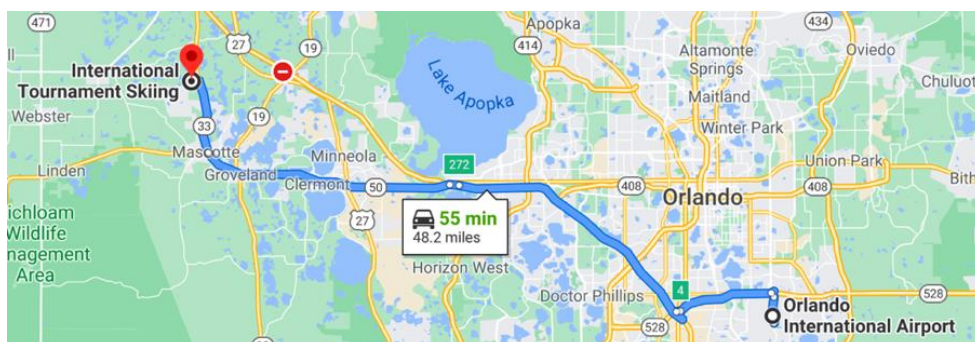 471
27
19
Apopka
414
434
Oviedo
Altamonte
Springs
Chuluot
International
Tournament Skiing
Lake Apopka
Maitland
Webster
33
19
Winter Park
Mascotte
Minneola
272
Union Park
Linden
Groveland
Clermont
50
408
Orlando
408
Bith
55 min
48.2 miles
27
ichloam
Wildlife
nagement
Area
Horizon West
Doctor Phillips
4
528
528
Orlando
International Airport